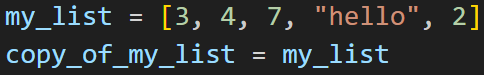 my_list = [3, 4, 7, "hello", 2]
copy_of_my_list = my_list